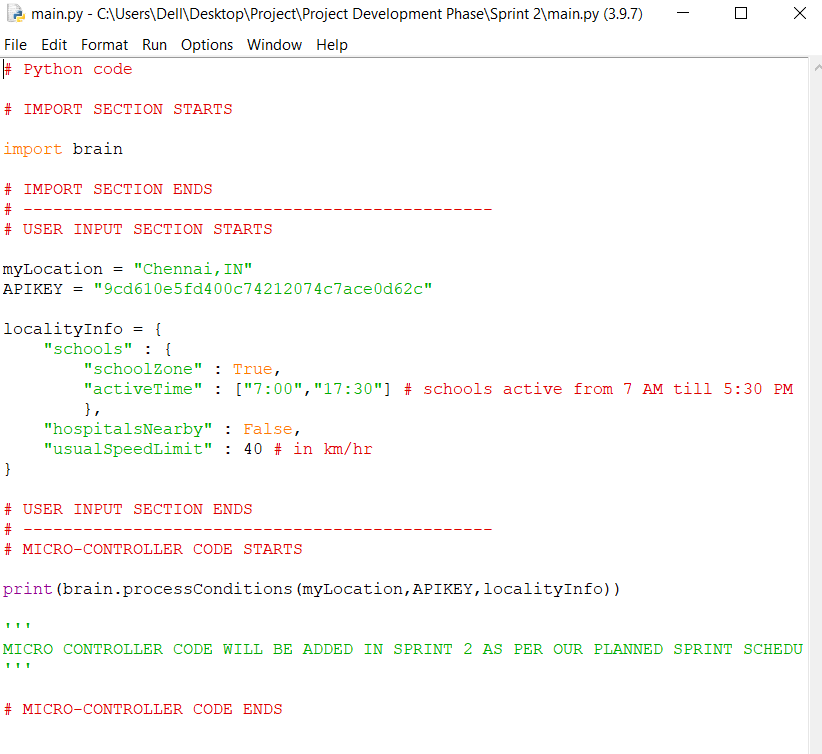 main.py - C:\Users\Dell\Desktop\Project\Project Development Phase\Sprint 2\main.py (3.9.7)
File Edit Format Run Options Window Help
# Python code
# IMPORT SECTION STARTS
import brain
# IMPORT SECTION ENDS
# -----------------------------------------------
# USER INPUT SECTION STARTS
myLocation = "Chennai,IN"
APIKEY = "9cd610e5fd400c74212074c7ace0d62c"
localityInfo = {
    "schools" : {
        "schoolZone" : True,
        "activeTime" : ["7:00","17:30"] # schools active from 7 AM till 5:30 PM
        },
    "hospitalsNearby" : False,
    "usualSpeedLimit" : 40 # in km/hr
}
# USER INPUT SECTION ENDS
# -----------------------------------------------
# MICRO-CONTROLLER CODE STARTS
print(brain.processConditions(myLocation,APIKEY,localityInfo))
'''
MICRO CONTROLLER CODE WILL BE ADDED IN SPRINT 2 AS PER OUR PLANNED SPRINT SCHEDU
'''
# MICRO-CONTROLLER CODE ENDS